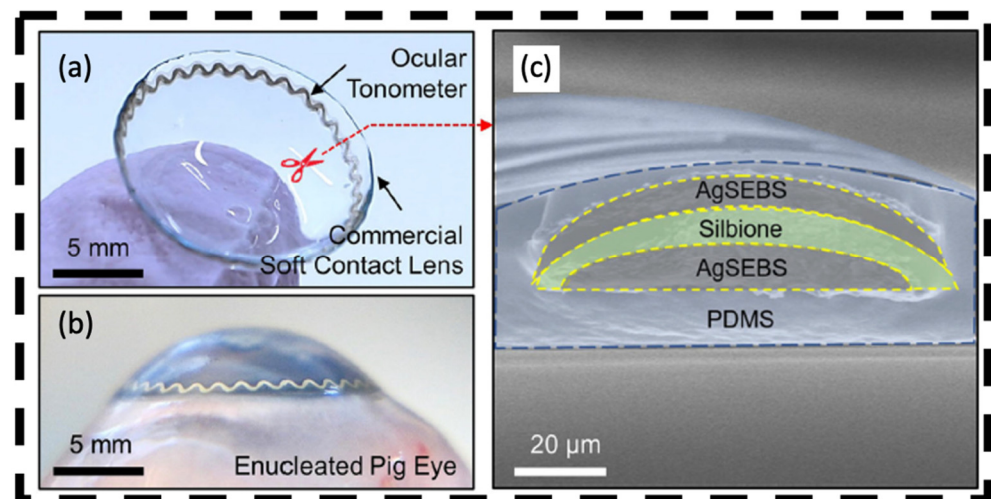 (a)
Ocular
Tonometer
Commercial
Soft Contact Lens
5 mm
(b)
5 mm
Enucleated Pig Eye
(c)
AgSEBS
Silbione
AgSEBS
PDMS
20 µm